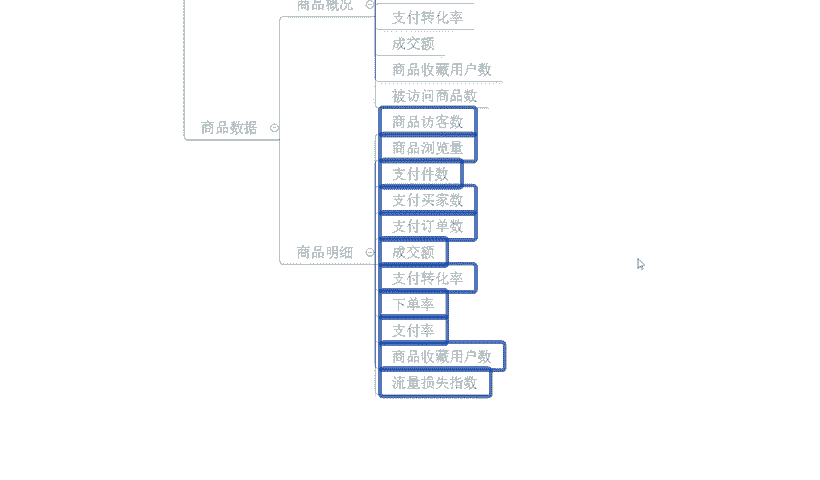 商品概况
支付转化率
成交额
商品收藏用户数
被访问商品数
商品数据
商品访客数
商品浏览量
支付件数
支付买家数
支付订单数
商品明细
成交额
支付转化率
下单率
支付率
商品收藏用户数
流量损失指数